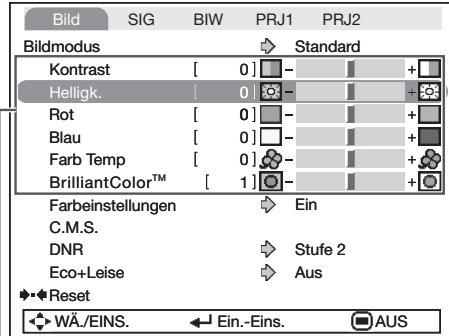 Bild SIG BIW PRJ1 PRJ2
Bildmodus Standard
Kontrast [ 0] - +
Helligk. [ 0] - +
Rot [ 0] - +
Blau [ 0] - +
Farb Temp [ 0] - +
BrilliantColor™ [ 1] - +
Farbeinstellungen Ein
C.M.S.
DNR Stufe 2
Eco+Leise Aus
Reset
WÄ./EINS. Ein.-Eins. AUS